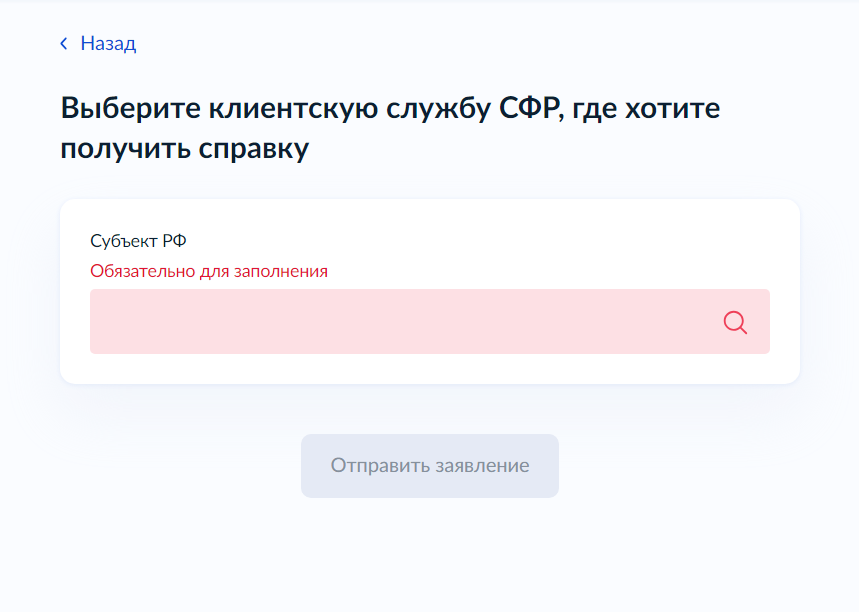 Назад
Выберите клиентскую службу СФР, где хотите
получить справку
Субъект РФ
Обязательно для заполнения
Отправить заявление